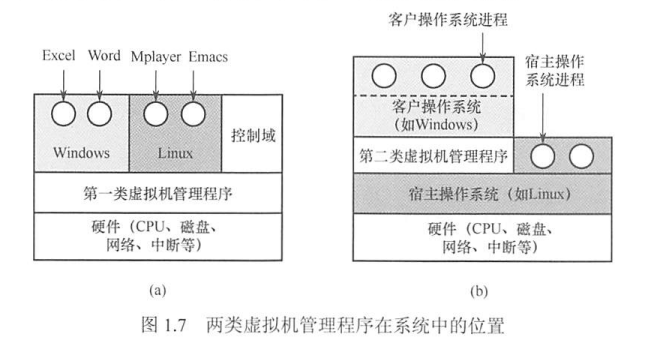 Excel Word Mplayer Emacs
Windows
Linux
控制域
第一类虚拟机管理程序
硬件（CPU、磁盘、
网络、中断等）
(a)
客户操作系统进程
宿主操作
系统进程
客户操作系统
（如Windows）
第二类虚拟机管理程序
宿主操作系统（如Linux）
硬件（CPU、磁盘、
网络、中断等）
(b)
图 1.7 两类虚拟机管理程序在系统中的位置